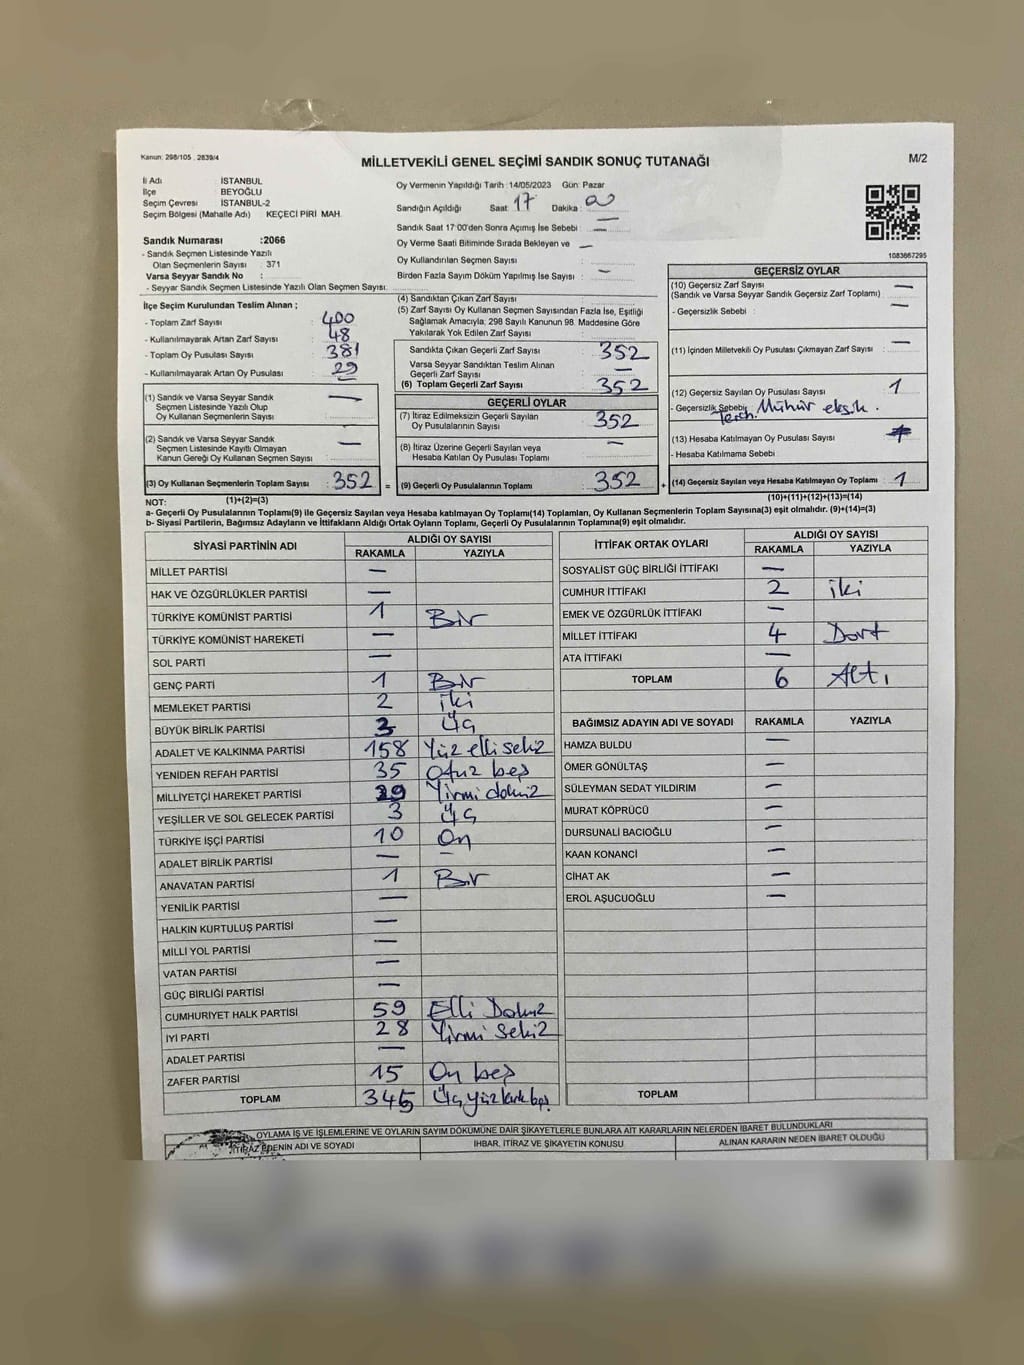 Kanun: 298/105 , 2839/4
MİLLETVEKİLİ GENEL SEÇİMİ SANDIK SONUÇ TUTANAĞI
M/2
İl Adı : İSTANBUL
İlçe BEYOĞLU
Seçim Çevresi İSTANBUL-2
Seçim Bölgesi (Mahalle Adı) : KEÇECİ PİRİ MAH.
Sandık Numarası :2066
- Sandık Seçmen Listesinde Yazılı
Olan Seçmenlerin Sayısı : 371
Varsa Seyyar Sandık No :
- Seyyar Sandık Seçmen Listesinde Yazılı Olan Seçmen Sayısı:
Oy Vermenin Yapıldığı Tarih : 14/05/2023 Gün: Pazar
Sandığın Açıldığı Saat : 17 Dakika :
Sandık Saat 17:00'den Sonra Açımış İse Sebebi : —
Oy Verme Saati Bitiminde Sırada Bekleyen ve —
Oy Kullandırılan Seçmen Sayısı :
Birden Fazla Sayım Döküm Yapılmış İse Sayısı : —
1083667295
İlçe Seçim Kurulundan Teslim Alınan ;
- Toplam Zarf Sayısı : 400
- Kullanılmayarak Artan Zarf Sayısı : 48
- Toplam Oy Pusulası Sayısı : 381
- Kullanılmayarak Artan Oy Pusulası : 29
(1) Sandık ve Varsa Seyyar Sandık —
Seçmen Listesinde Yazılı Olup
Oy Kullanan Seçmenlerin Sayısı :
(2) Sandık ve Varsa Seyyar Sandık —
Seçmen Listesinde Kayıtlı Olmayan
Kanun Gereği Oy Kullanan Seçmen Sayısı :
(3) Oy Kullanan Seçmenlerin Toplam Sayısı : 352 =
(4) Sandıktan Çıkan Zarf Sayısı :
(5) Zarf Sayısı Oy Kullanan Seçmen Sayısından Fazla İse, Eşitliği
Sağlamak Amacıyla; 298 Sayılı Kanunun 98. Maddesine Göre
Yakılarak Yok Edilen Zarf Sayısı :
Sandıkta Çıkan Geçerli Zarf Sayısı : 352
Varsa Seyyar Sandıktan Teslim Alınan —
Geçerli Zarf Sayısı :
(6) Toplam Geçerli Zarf Sayısı : 352
GEÇERLİ OYLAR
(7) İtiraz Edilmeksizin Geçerli Sayılan
Oy Pusulalarının Sayısı : 352
(8) İtiraz Üzerine Geçerli Sayılan veya —
Hesaba Katılan Oy Pusulası Toplamı :
(9) Geçerli Oy Pusulalarının Toplamı : 352 +
GEÇERSİZ OYLAR
(10) Geçersiz Zarf Sayısı —
(Sandık ve Varsa Seyyar Sandık Geçersiz Zarf Toplamı) :
- Geçersizlik Sebebi : —
(11) İçinden Milletvekili Oy Pusulası Çıkmayan Zarf Sayısı : —
(12) Geçersiz Sayılan Oy Pusulası Sayısı : 1
- Geçersizlik Sebebi : Mühür eksik.
(13) Hesaba Katılmayan Oy Pusulası Sayısı :
- Hesaba Katılmama Sebebi
(14) Geçersiz Sayılan veya Hesaba Katılmayan Oy Toplamı : 1
NOT: (1)+(2)=(3) (10)+(11)+(12)+(13)=(14)
a- Geçerli Oy Pusulalarının Toplamı(9) ile Geçersiz Sayılan veya Hesaba katılmayan Oy Toplamı(14) Toplamları, Oy Kullanan Seçmenlerin Toplam Sayısına(3) eşit olmalıdır. (9)+(14)=(3)
b- Siyasi Partilerin, Bağımsız Adayların ve İttifakların Aldığı Ortak Oyların Toplamı, Geçerli Oy Pusulalarının Toplamına(9) eşit olmalıdır.
SİYASİ PARTİNİN ADI ALDIĞI OY SAYISI
RAKAMLA YAZIYLA
MİLLET PARTİSİ —
HAK VE ÖZGÜRLÜKLER PARTİSİ —
TÜRKİYE KOMÜNİST PARTİSİ 1 Bir
TÜRKİYE KOMÜNİST HAREKETİ —
SOL PARTİ —
GENÇ PARTİ 1 Bir
MEMLEKET PARTİSİ 2 İki
BÜYÜK BİRLİK PARTİSİ 3 Üç
ADALET VE KALKINMA PARTİSİ 158 Yüz elli sekiz
YENİDEN REFAH PARTİSİ 35 Otuz beş
MİLLİYETÇİ HAREKET PARTİSİ 29 Yirmi dokuz
YEŞİLLER VE SOL GELECEK PARTİSİ 3 Üç
TÜRKİYE İŞÇİ PARTİSİ 10 On
ADALET BİRLİK PARTİSİ — —
ANAVATAN PARTİSİ 1 Bir
YENİLİK PARTİSİ —
HALKIN KURTULUŞ PARTİSİ —
MİLLİ YOL PARTİSİ —
VATAN PARTİSİ —
GÜÇ BİRLİĞİ PARTİSİ —
CUMHURİYET HALK PARTİSİ 59 Elli Dokuz
İYİ PARTİ 28 Yirmi Sekiz
ADALET PARTİSİ —
ZAFER PARTİSİ 15 On beş
TOPLAM 345 Üç yüz kırk beş
İTTİFAK ORTAK OYLARI ALDIĞI OY SAYISI
RAKAMLA YAZIYLA
SOSYALİST GÜÇ BİRLİĞİ İTTİFAKI —
CUMHUR İTTİFAKI 2 İki
EMEK VE ÖZGÜRLÜK İTTİFAKI —
MİLLET İTTİFAKI 4 Dört
ATA İTTİFAKI —
TOPLAM 6 Altı
BAĞIMSIZ ADAYIN ADI VE SOYADI RAKAMLA YAZIYLA
HAMZA BULDU —
ÖMER GÖNÜLTAŞ —
SÜLEYMAN SEDAT YILDIRIM —
MURAT KÖPRÜCÜ —
DURSUNALİ BACIOĞLU —
KAAN KONANCİ —
CİHAT AK —
EROL AŞUCUOĞLU —
TOPLAM
OYLAMA İŞ VE İŞLEMLERİNE VE OYLARIN SAYIM DÖKÜMÜNE DAİR ŞİKAYETLERLE BUNLARA AİT KARARLARIN NELERDEN İBARET BULUNDUKLARI
İTİRAZ EDENİN ADI VE SOYADI İHBAR, İTİRAZ VE ŞİKAYETİN KONUSU ALINAN KARARIN NEDEN İBARET OLDUĞU